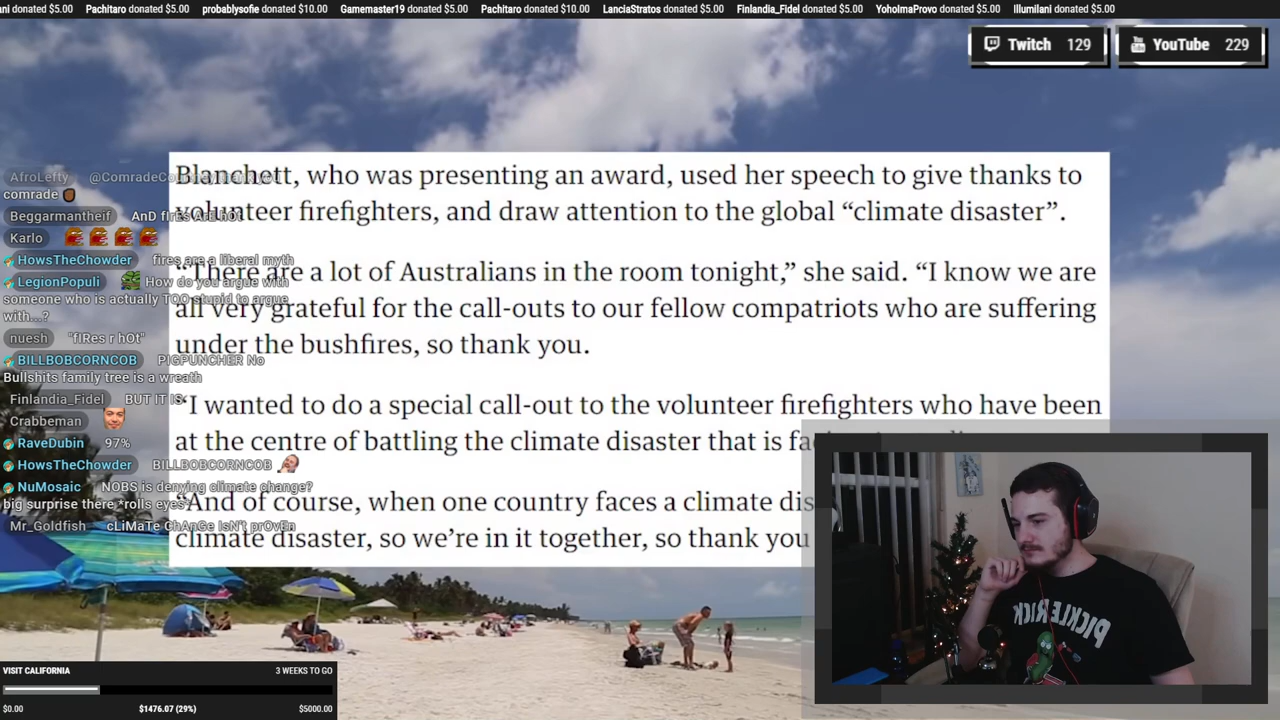 ani donated $5.00 Pachitaro donated $5.00 probablysofie donated $10.00 Gamemaster19 donated $5.00 Pachitaro donated $10.00 LanciaStratos donated $5.00 Finlandia_Fidel donated $5.00 YoholmaProvo donated $5.00 Illumilani donated $5.00
Twitch 129
YouTube 229
Blanchett, who was presenting an award, used her speech to give thanks to
volunteer firefighters, and draw attention to the global “climate disaster”.
“There are a lot of Australians in the room tonight,” she said. “I know we are
all very grateful for the call-outs to our fellow compatriots who are suffering
under the bushfires, so thank you.
“I wanted to do a special call-out to the volunteer firefighters who have been
at the centre of battling the climate disaster that is
“And of course, when one country faces a climate
climate disaster, so we’re in it together, so thank you
AfroLefty
comrade
Beggarmantheif AnD fIrEs ArE hot
Karlo
HowsTheChowder fires are a liberal myth
LegionPopuli How do you argue with
someone who is actually TOO stupid to argue
with...?
nuesh "fIRes r hOt"
BILLBOBCORNCOB PIGPUNCHER No
Bullshits family tree is a wreath
Finlandia_Fidel BUT IT IS
Crabbeman
RaveDubin 97%
HowsTheChowder BILLBOBCORNCOB
NuMosaic NOBS is denying climate change?
big surprise there *rolls eyes*
Mr_Goldfish cLiMaTe ChAnGe IsN't prOvEn
PICKLE RICK
VISIT CALIFORNIA 3 WEEKS TO GO
$0.00 $1476.07 (29%) $5000.00